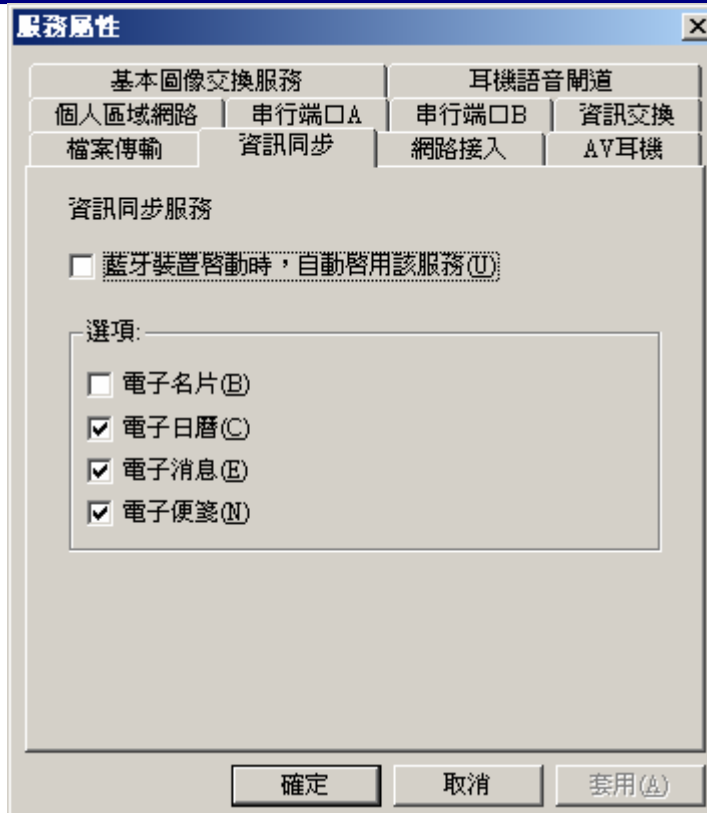 服務屬性
基本圖像交換服務 耳機語音閘道
個人區域網路 串行端口A 串行端口B 資訊交換
檔案傳輸 資訊同步 網路接入 AV耳機
資訊同步服務
藍牙裝置啓動時，自動啓用該服務(U)
選項:
電子名片(B)
電子日曆(C)
電子消息(E)
電子便箋(N)
確定 取消 套用(A)